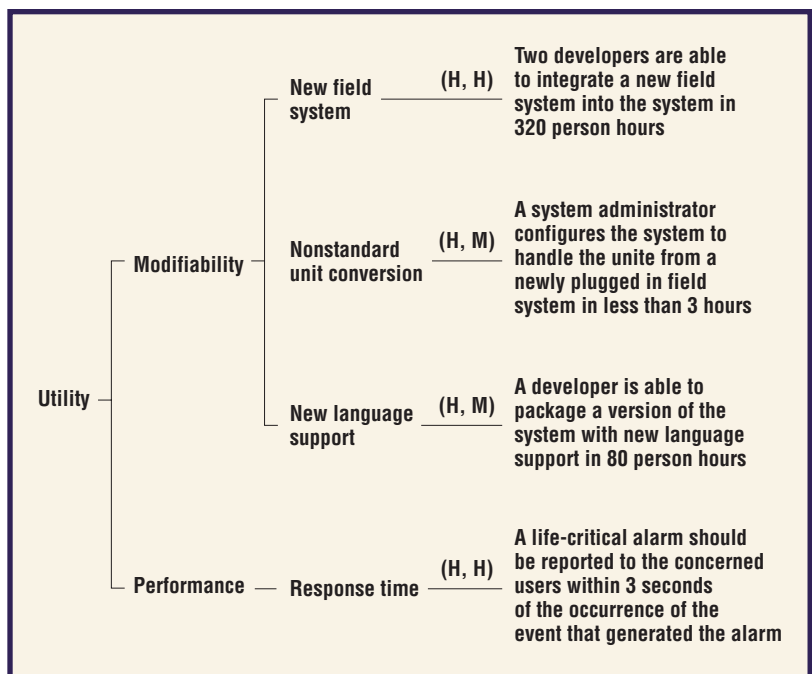 New field
system
(H, H)
Two developers are able
to integrate a new field
system into the system in
320 person hours
Modifiability
Nonstandard
unit conversion
(H, M)
A system administrator
configures the system to
handle the unite from a
newly plugged in field
system in less than 3 hours
Utility
New language
support
(H, M)
A developer is able to
package a version of the
system with new language
support in 80 person hours
Performance
Response time
(H, H)
A life-critical alarm should
be reported to the concerned
users within 3 seconds
of the occurrence of the
event that generated the alarm